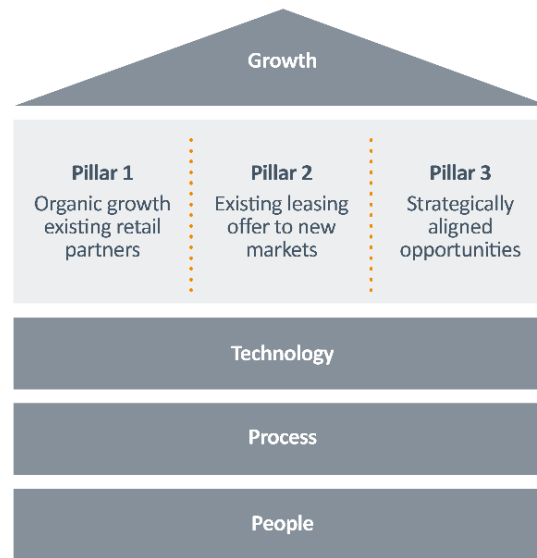 Growth
Pillar 1
Organic growth
existing retail
partners
Pillar 2
Existing leasing
offer to new
markets
Pillar 3
Strategically
aligned
opportunities
Technology
Process
People